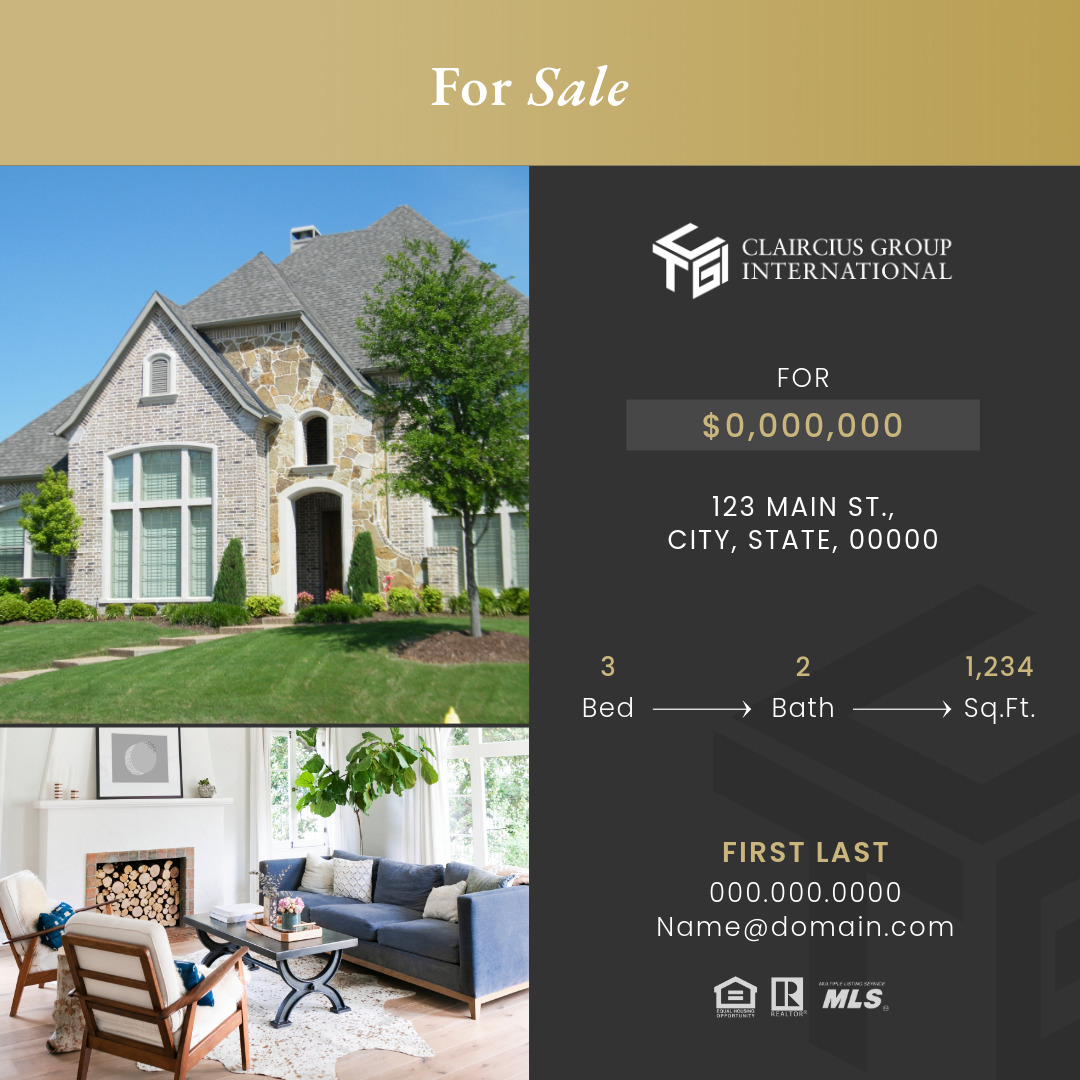 For Sale
CLAIRCIUS GROUP
INTERNATIONAL
FOR
$0,000,000
123 MAIN ST.,
CITY, STATE, 00000
3
2
1,234
Bed
Bath
Sq.Ft.
FIRST LAST
000.000.0000
Name@domain.com
EQUAL HOUSING
OPPORTUNITY
REALTOR®
MULTIPLE LISTING SERVICE
MLS®